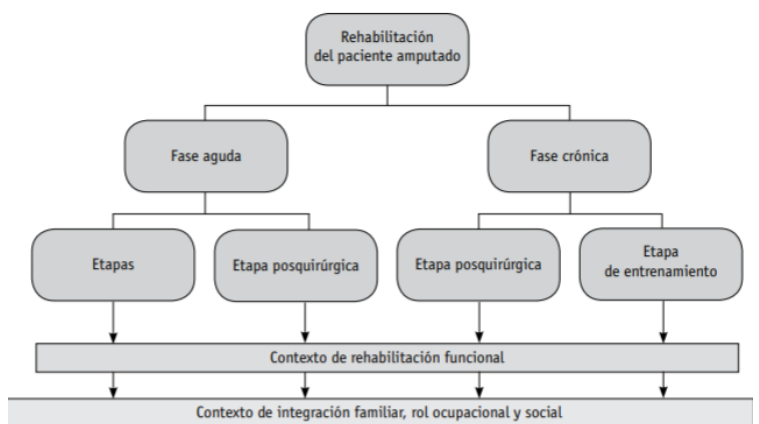 Rehabilitación
del paciente amputado
Fase aguda
Fase crónica
Etapas
Etapa posquirúrgica
Etapa posquirúrgica
Etapa
de entrenamiento
Contexto de rehabilitación funcional
Contexto de integración familiar, rol ocupacional y social